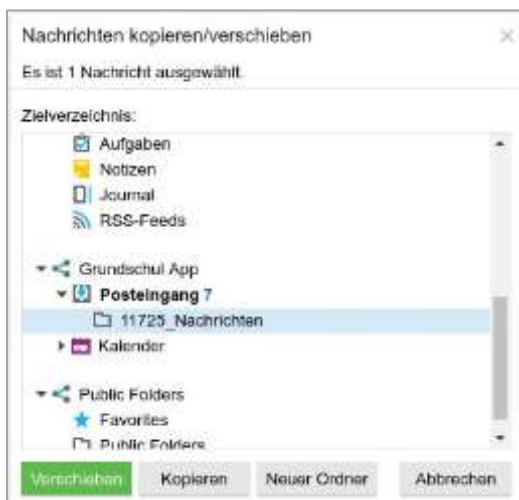 Nachrichten kopieren/verschieben
Es ist 1 Nachricht ausgewählt.
Zielverzeichnis:
Aufgaben
Notizen
Journal
RSS-Feeds
Grundschul App
Posteingang 7
11725_Nachrichten
Kalender
Public Folders
Favorites
Public Folders
Verschieben Kopieren Neuer Ordner Abbrechen